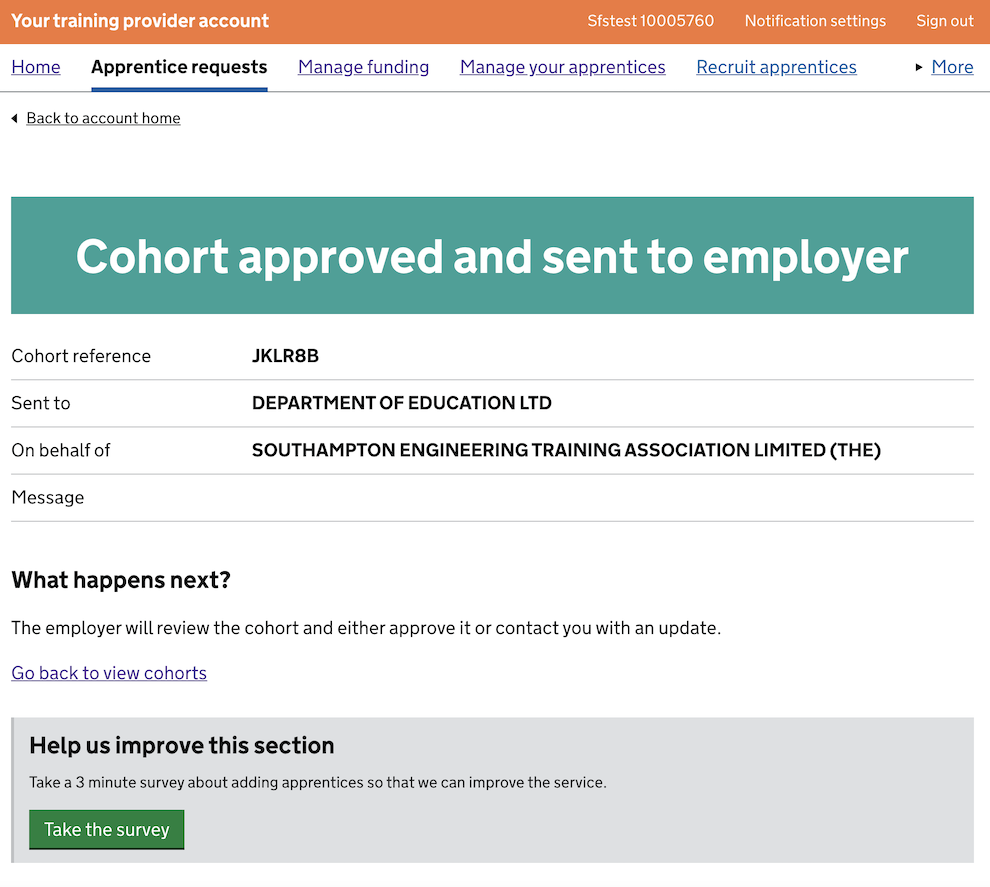 Your training provider account Sfstest 10005760 Notification settings Sign out
Home Apprentice requests Manage funding Manage your apprentices Recruit apprentices More
Back to account home
Cohort approved and sent to employer
Cohort reference JKLR8B
Sent to DEPARTMENT OF EDUCATION LTD
On behalf of SOUTHAMPTON ENGINEERING TRAINING ASSOCIATION LIMITED (THE)
Message
What happens next?
The employer will review the cohort and either approve it or contact you with an update.
Go back to view cohorts
Help us improve this section
Take a 3 minute survey about adding apprentices so that we can improve the service.
Take the survey